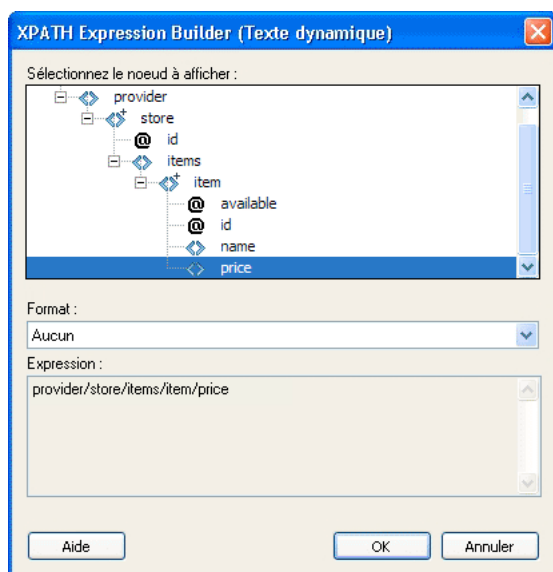 XPATH Expression Builder (Texte dynamique)
Sélectionnez le noeud à afficher :
provider
store
@ id
items
item
@ available
@ id
name
price
Format :
Aucun
Expression :
provider/store/items/item/price
Aide OK Annuler